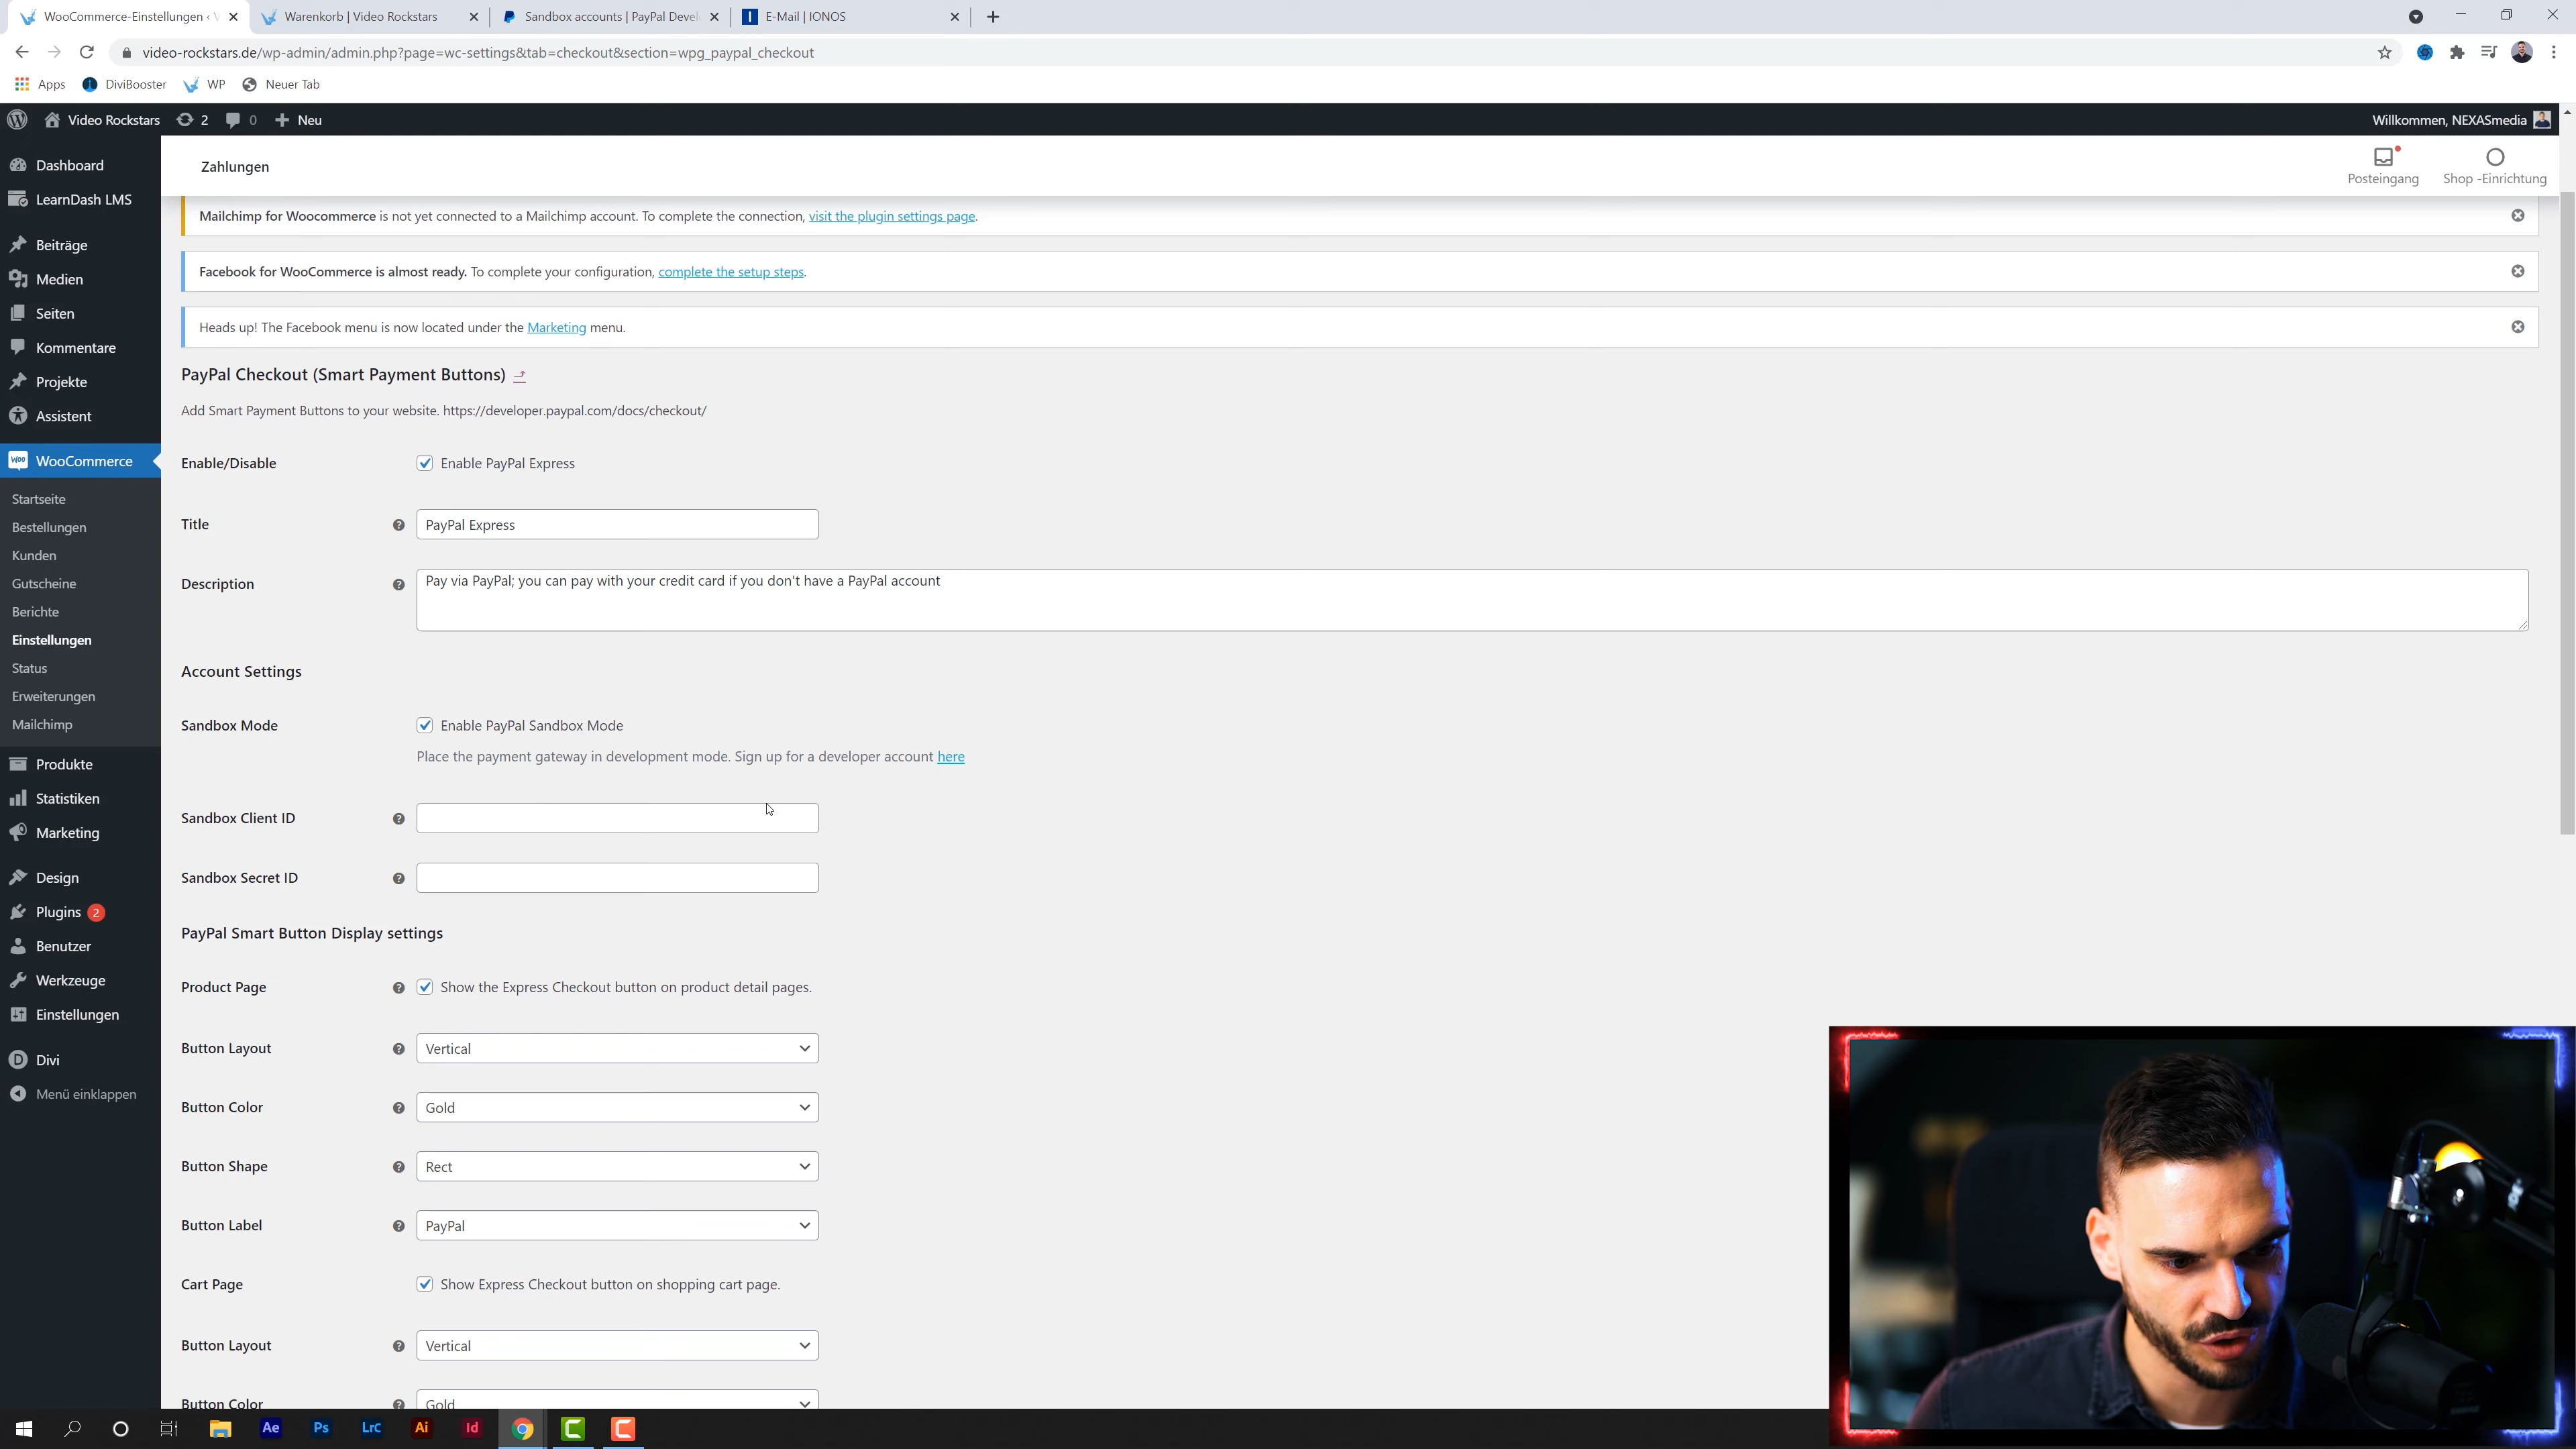 WooCommerce-Einstellungen ‹ V
Warenkorb | Video Rockstars
Sandbox accounts | PayPal Devel
E-Mail | IONOS
video-rockstars.de/wp-admin/admin.php?page=wc-settings&tab=checkout&section=wpg_paypal_checkout
Apps
DiviBooster
WP
Neuer Tab
Video Rockstars
2
0
Neu
Willkommen, NEXASmedia
Dashboard
LearnDash LMS
Beiträge
Medien
Seiten
Kommentare
Projekte
Assistent
Woo
WooCommerce
Startseite
Bestellungen
Kunden
Gutscheine
Berichte
Einstellungen
Status
Erweiterungen
Mailchimp
Produkte
Statistiken
Marketing
Design
Plugins 2
Benutzer
Werkzeuge
Einstellungen
D Divi
Menü einklappen
Zahlungen
Posteingang
Shop -Einrichtung
Mailchimp for Woocommerce is not yet connected to a Mailchimp account. To complete the connection, visit the plugin settings page.
Facebook for WooCommerce is almost ready. To complete your configuration, complete the setup steps.
Heads up! The Facebook menu is now located under the Marketing menu.
PayPal Checkout (Smart Payment Buttons)
Add Smart Payment Buttons to your website. https://developer.paypal.com/docs/checkout/
Enable/Disable
Enable PayPal Express
Title
PayPal Express
Description
Pay via PayPal; you can pay with your credit card if you don't have a PayPal account
Account Settings
Sandbox Mode
Enable PayPal Sandbox Mode
Place the payment gateway in development mode. Sign up for a developer account here
Sandbox Client ID
Sandbox Secret ID
PayPal Smart Button Display settings
Product Page
Show the Express Checkout button on product detail pages.
Button Layout
Vertical
Button Color
Gold
Button Shape
Rect
Button Label
PayPal
Cart Page
Show Express Checkout button on shopping cart page.
Button Layout
Vertical
Button Color
Gold
Ae
Ps
LrC
Ai
Id